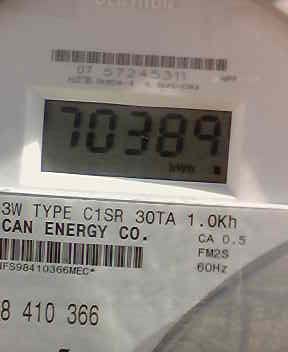 07 57245311
70389
kWh
3W TYPE C1SR 30TA 1.0Kh
CAN ENERGY CO.
CA 0.5
FM2S
60Hz
NFS98410366MEC*
8 410 366